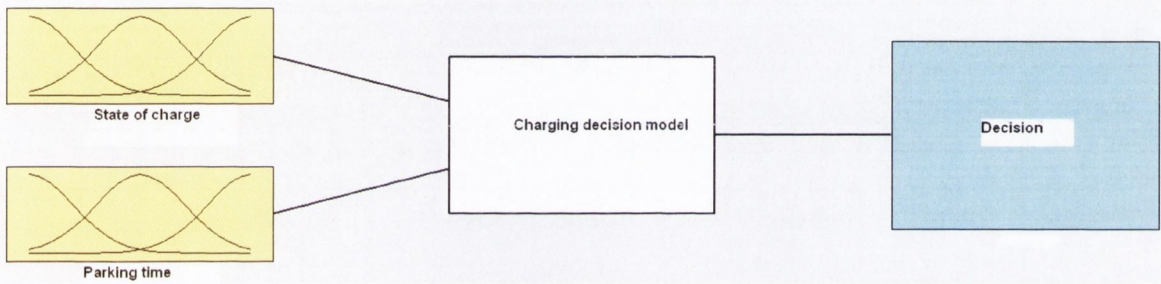 State of charge
Charging decision model
Decision
Parking time